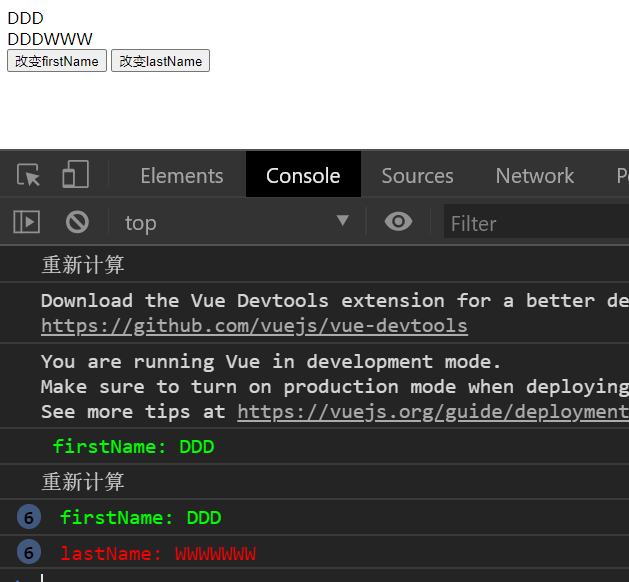 DDD
DDDWWW
改变firstName 改变lastName
Elements Console Sources Network P
top Filter
重新计算
Download the Vue Devtools extension for a better de
https://github.com/vuejs/vue-devtools
You are running Vue in development mode.
Make sure to turn on production mode when deploying
See more tips at https://vuejs.org/guide/deployment
firstName: DDD
重新计算
6 firstName: DDD
6 lastName: WWWWWWW